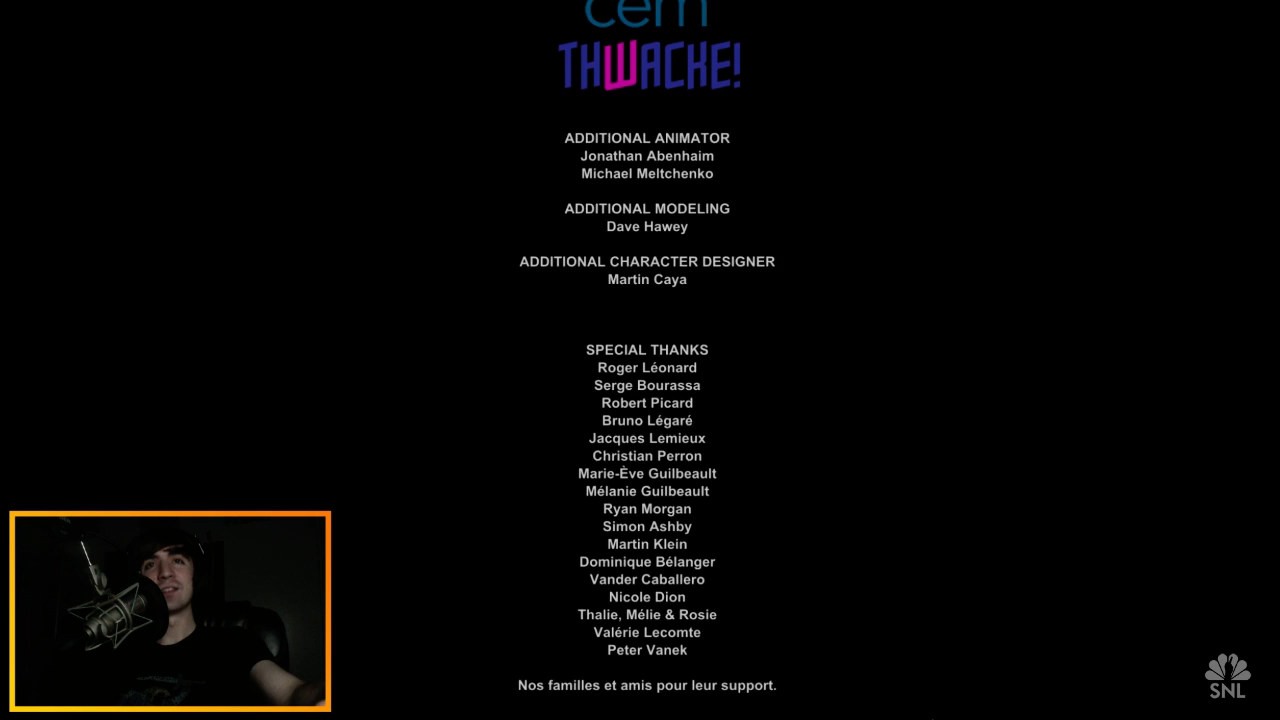 cem
THWACKE!
ADDITIONAL ANIMATOR
Jonathan Abenhaim
Michael Meltchenko
ADDITIONAL MODELING
Dave Hawey
ADDITIONAL CHARACTER DESIGNER
Martin Caya
SPECIAL THANKS
Roger Léonard
Serge Bourassa
Robert Picard
Bruno Légaré
Jacques Lemieux
Christian Perron
Marie-Ève Guilbeault
Mélanie Guilbeault
Ryan Morgan
Simon Ashby
Martin Klein
Dominique Bélanger
Vander Caballero
Nicole Dion
Thalie, Mélie & Rosie
Valérie Lecomte
Peter Vanek
Nos familles et amis pour leur support.
SNL